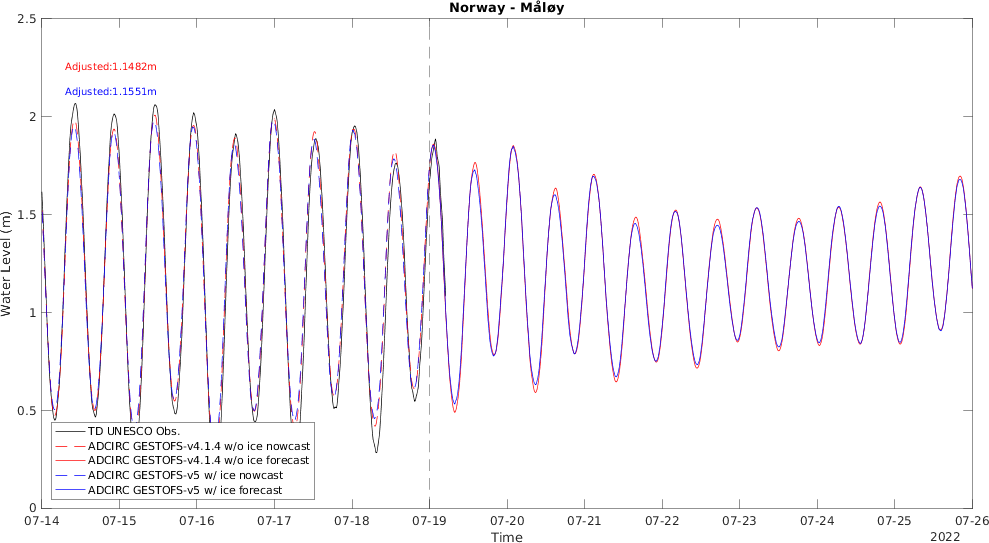 Norway - Måløy
2.5
2
1.5
1
0.5
0
Water Level (m)
Adjusted:1.1482m
Adjusted:1.1551m
TD UNESCO Obs.
ADCIRC GESTOFS-v4.1.4 w/o ice nowcast
ADCIRC GESTOFS-v4.1.4 w/o ice forecast
ADCIRC GESTOFS-v5 w/ ice nowcast
ADCIRC GESTOFS-v5 w/ ice forecast
07-14 07-15 07-16 07-17 07-18 07-19 07-20 07-21 07-22 07-23 07-24 07-25 07-26
Time
2022